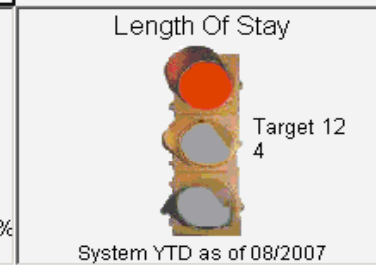 Length Of Stay
Target 12
4
%
System YTD as of 08/2007